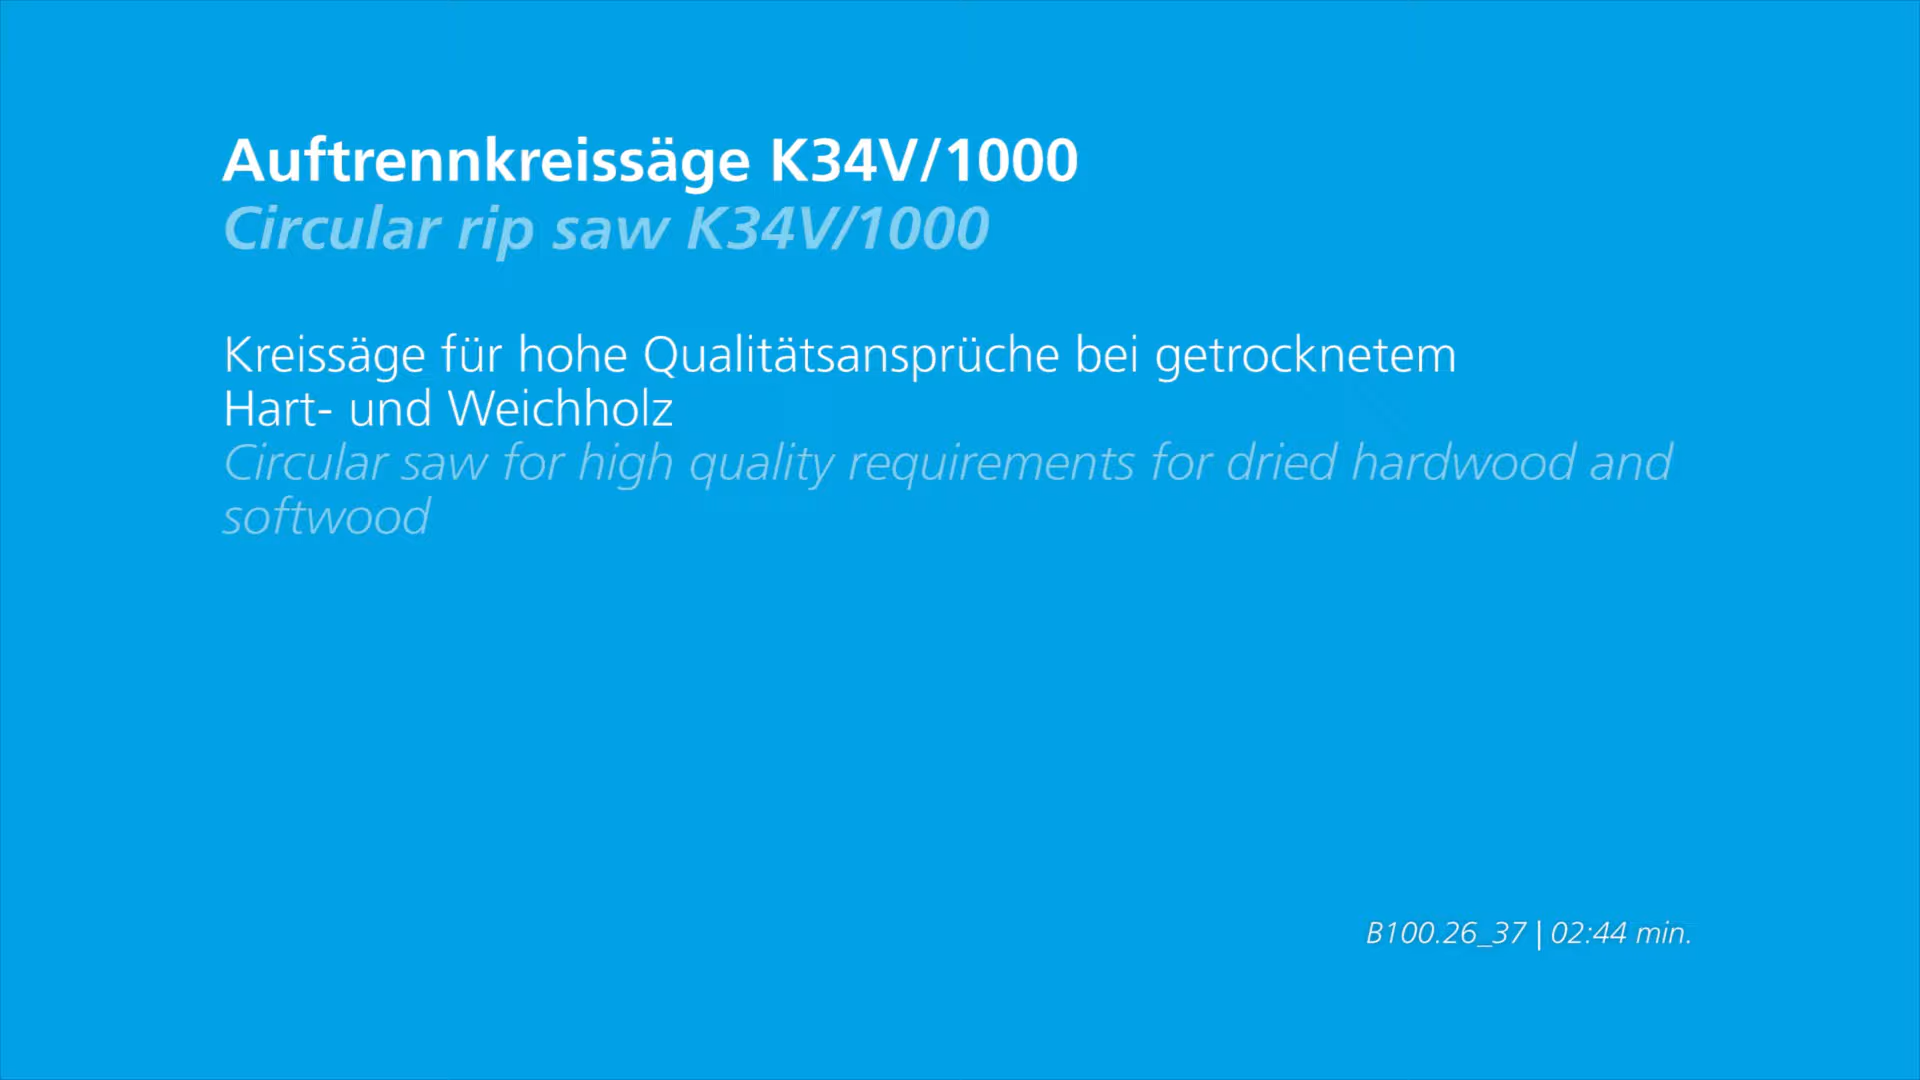 Auftrennkreissäge K34V/1000
Circular rip saw K34V/1000
Kreissäge für hohe Qualitätsansprüche bei getrocknetem
Hart- und Weichholz
Circular saw for high quality requirements for dried hardwood and
softwood
B100.26_37 | 02:44 min.